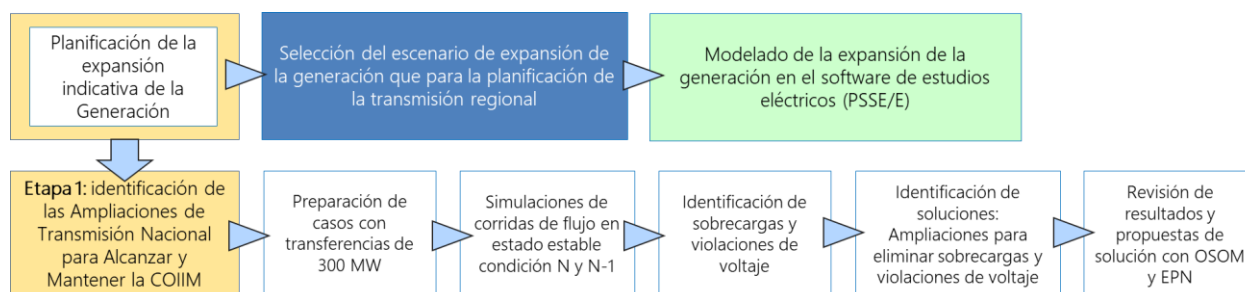 Planificación de la
expansión
indicativa de la
Generación
Selección del escenario de expansión de
la generación que para la planificación de
la transmisión regional
Modelado de la expansión de la
generación en el software de estudios
eléctricos (PSSE/E)
Etapa 1: identificación de
las Ampliaciones de
Transmisión Nacional
para Alcanzar y
Mantener la COIIM
Preparación de
casos con
transferencias de
300 MW
Simulaciones de
corridas de flujo en
estado estable
condición N y N-1
Identificación de
sobrecargas y
violaciones de
voltaje
Identificación de
soluciones:
Ampliaciones para
eliminar sobrecargas y
violaciones de voltaje
Revisión de
resultados y
propuestas de
solución con OSOM
y EPN